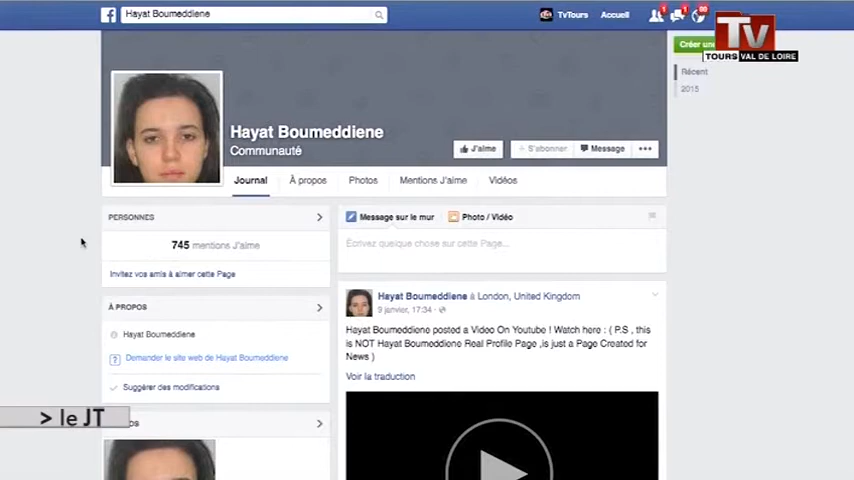 Hayat Boumeddiene
TvTours
Accueil
1
1
Tv
TOURS VAL DE LOIRE
Créer une
Récent
2015
Hayat Boumeddiene
Communauté
J'aime
S'abonner
Message
Journal
À propos
Photos
Mentions J'aime
Vidéos
PERSONNES
745 mentions J'aime
Invitez vos amis à aimer cette Page
À PROPOS
Hayat Boumeddiene
? Demander le site web de Hayat Boumeddiene
Suggérer des modifications
> le JT
OS
Message sur le mur
Photo / Vidéo
Écrivez quelque chose sur cette Page...
Hayat Boumeddiene à London, United Kingdom
9 janvier, 17:34
Hayat Boumeddiene posted a Video On Youtube ! Watch here : ( P.S , this
is NOT Hayat Boumeddiene Real Profile Page ,is just a Page Created for
News )
Voir la traduction